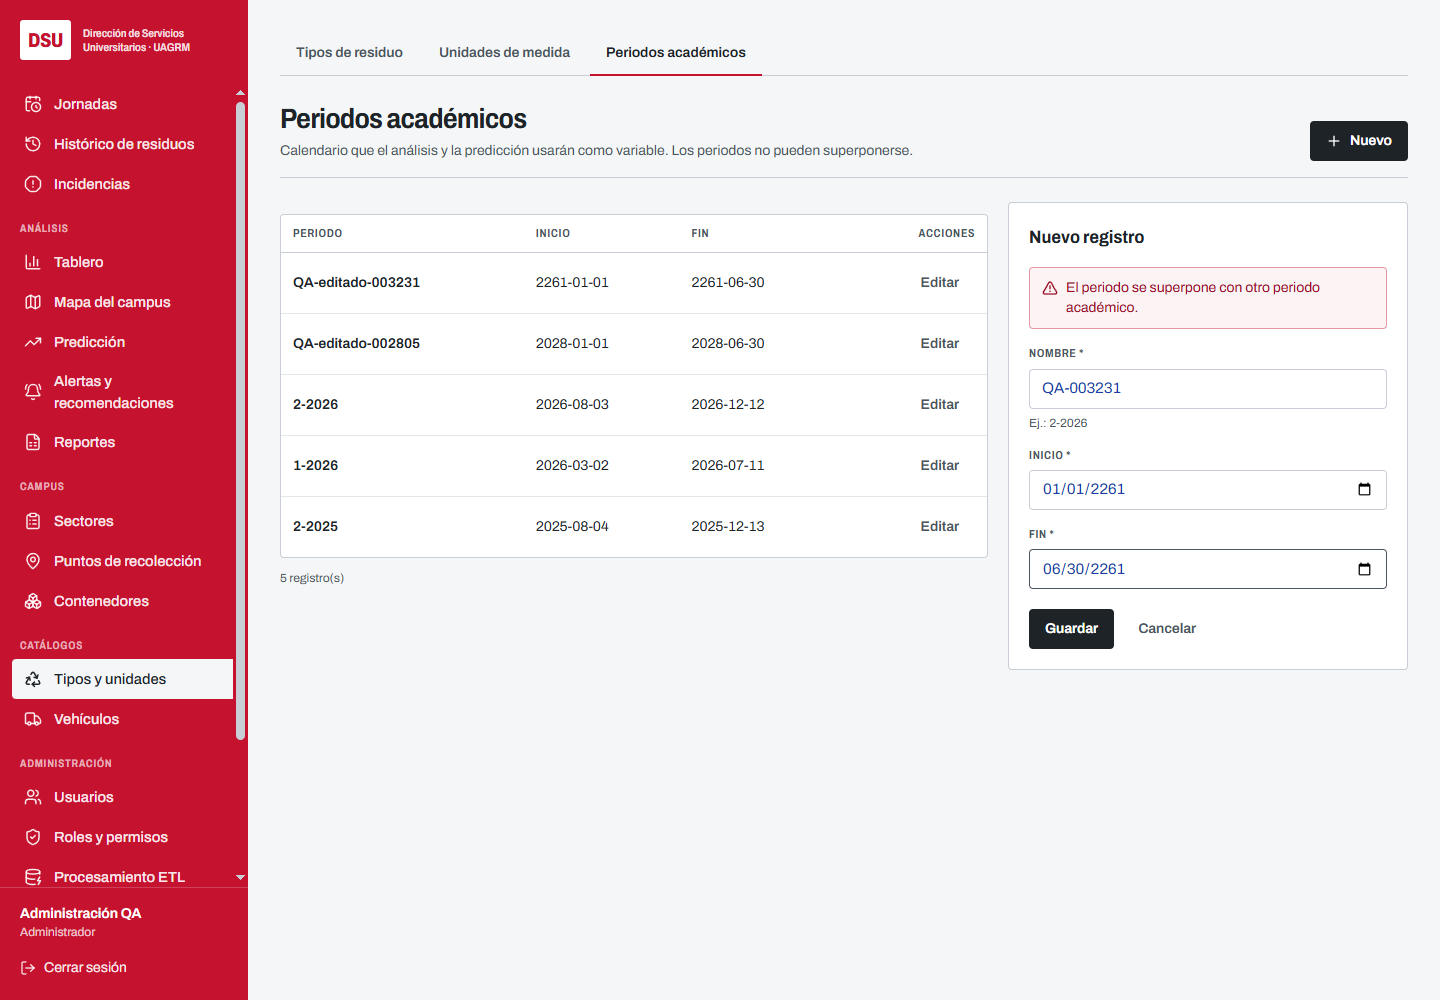 DSU
Dirección de Servicios
Universitarios · UAGRM
Jornadas
Histórico de residuos
Incidencias
ANÁLISIS
Tablero
Mapa del campus
Predicción
Alertas y
recomendaciones
Reportes
CAMPUS
Sectores
Puntos de recolección
Contenedores
CATÁLOGOS
Tipos y unidades
Vehículos
ADMINISTRACIÓN
Usuarios
Roles y permisos
Procesamiento ETL
Administración QA
Administrador
Cerrar sesión
Tipos de residuo Unidades de medida Periodos académicos
Periodos académicos
Calendario que el análisis y la predicción usarán como variable. Los periodos no pueden superponerse.
Nuevo
PERIODO INICIO FIN ACCIONES
QA-editado-003231 2261-01-01 2261-06-30 Editar
QA-editado-002805 2028-01-01 2028-06-30 Editar
2-2026 2026-08-03 2026-12-12 Editar
1-2026 2026-03-02 2026-07-11 Editar
2-2025 2025-08-04 2025-12-13 Editar
5 registro(s)
Nuevo registro
El periodo se superpone con otro periodo
académico.
NOMBRE *
QA-003231
Ej.: 2-2026
INICIO *
01/01/2261
FIN *
06/30/2261
Guardar Cancelar